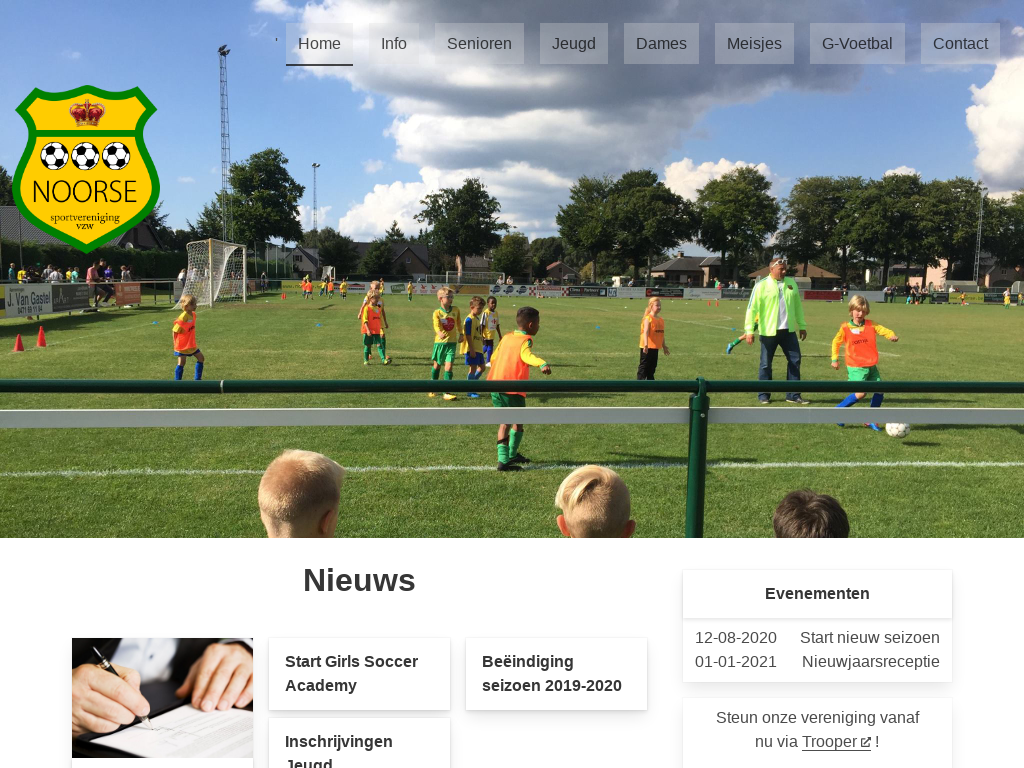 Home
Info
Senioren
Jeugd
Dames
Meisjes
G-Voetbal
Contact
NOORSE
sportvereniging
vzw
J. Van Gastel
Nieuws
Start Girls Soccer
Academy
Beëindiging
seizoen 2019-2020
Inschrijvingen
Jeugd
Evenementen
12-08-2020 Start nieuw seizoen
01-01-2021 Nieuwjaarsreceptie
Steun onze vereniging vanaf
nu via Trooper !